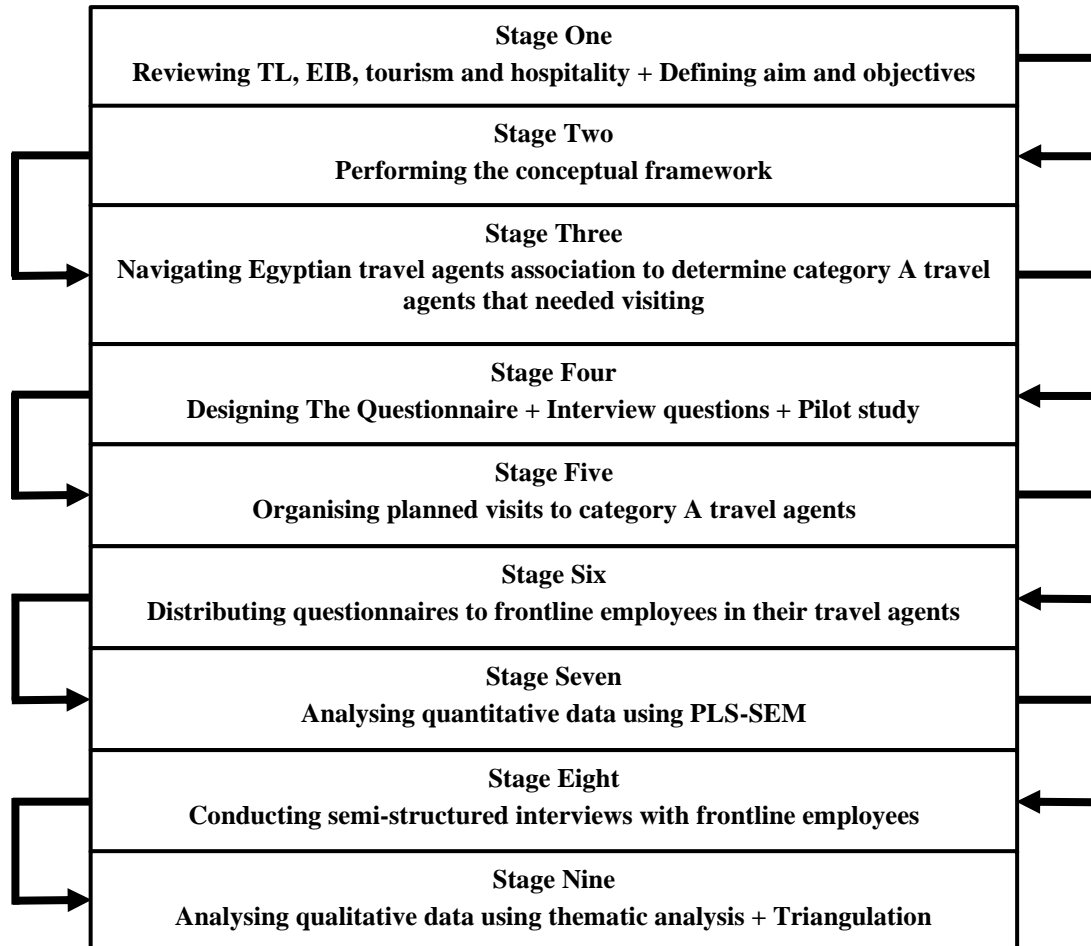 Stage One
Reviewing TL, EIB, tourism and hospitality + Defining aim and objectives
Stage Two
Performing the conceptual framework
Stage Three
Navigating Egyptian travel agents association to determine category A travel
agents that needed visiting
Stage Four
Designing The Questionnaire + Interview questions + Pilot study
Stage Five
Organising planned visits to category A travel agents
Stage Six
Distributing questionnaires to frontline employees in their travel agents
Stage Seven
Analysing quantitative data using PLS-SEM
Stage Eight
Conducting semi-structured interviews with frontline employees
Stage Nine
Analysing qualitative data using thematic analysis + Triangulation